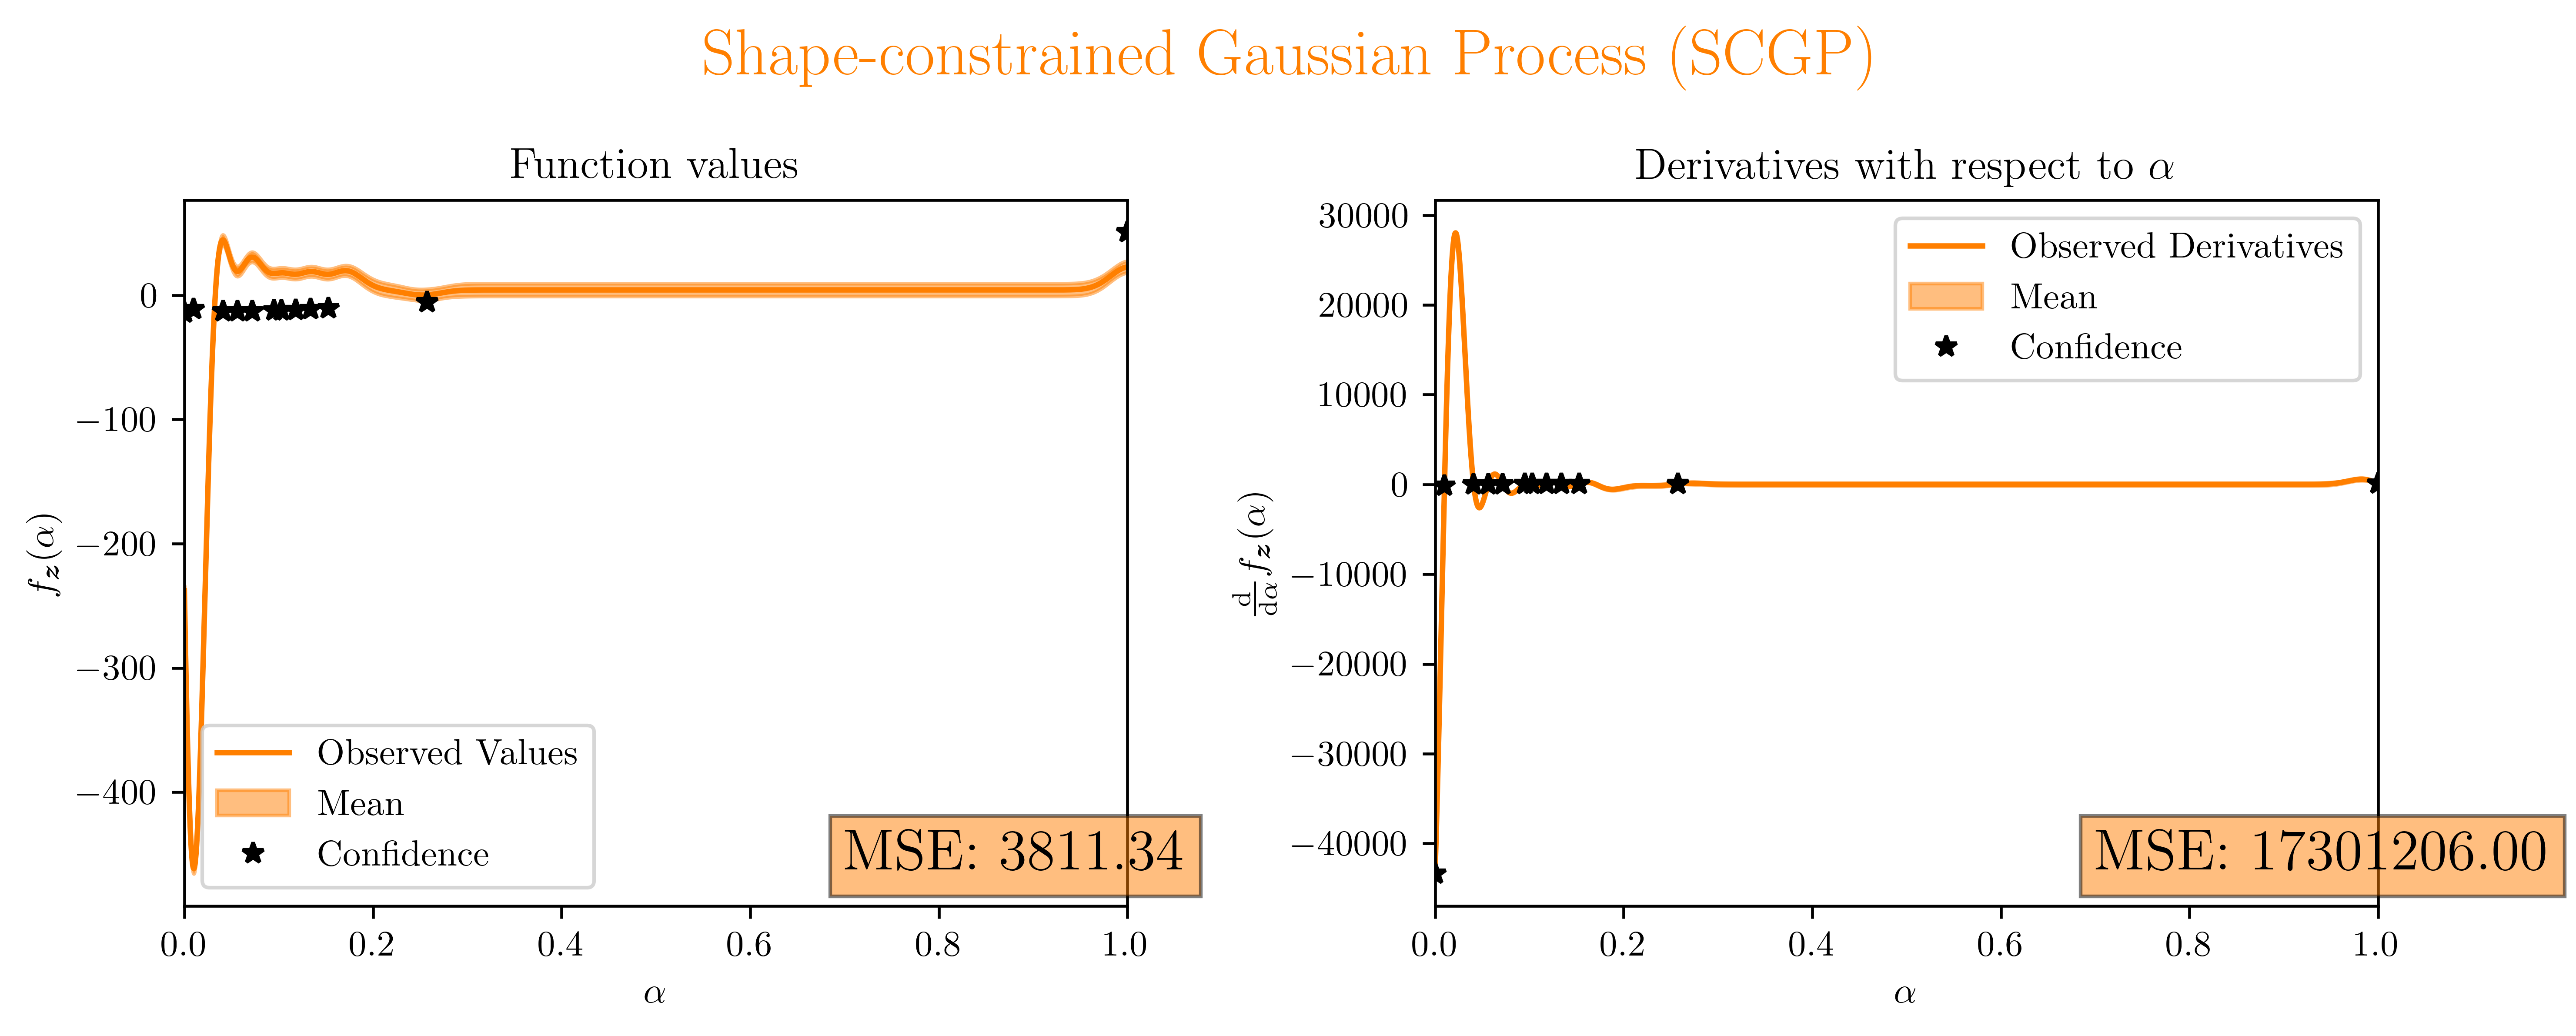 Shape-constrained Gaussian Process (SCGP)
Function values
0
−100
−200
−300
−400
f_z(α)
Observed Values
Mean
Confidence
MSE: 3811.34
0.0 0.2 0.4 0.6 0.8 1.0
α
Derivatives with respect to α
30000
20000
10000
0
−10000
−20000
−30000
−40000
d/dα f_z(α)
Observed Derivatives
Mean
Confidence
MSE: 17301206.00
0.0 0.2 0.4 0.6 0.8 1.0
α